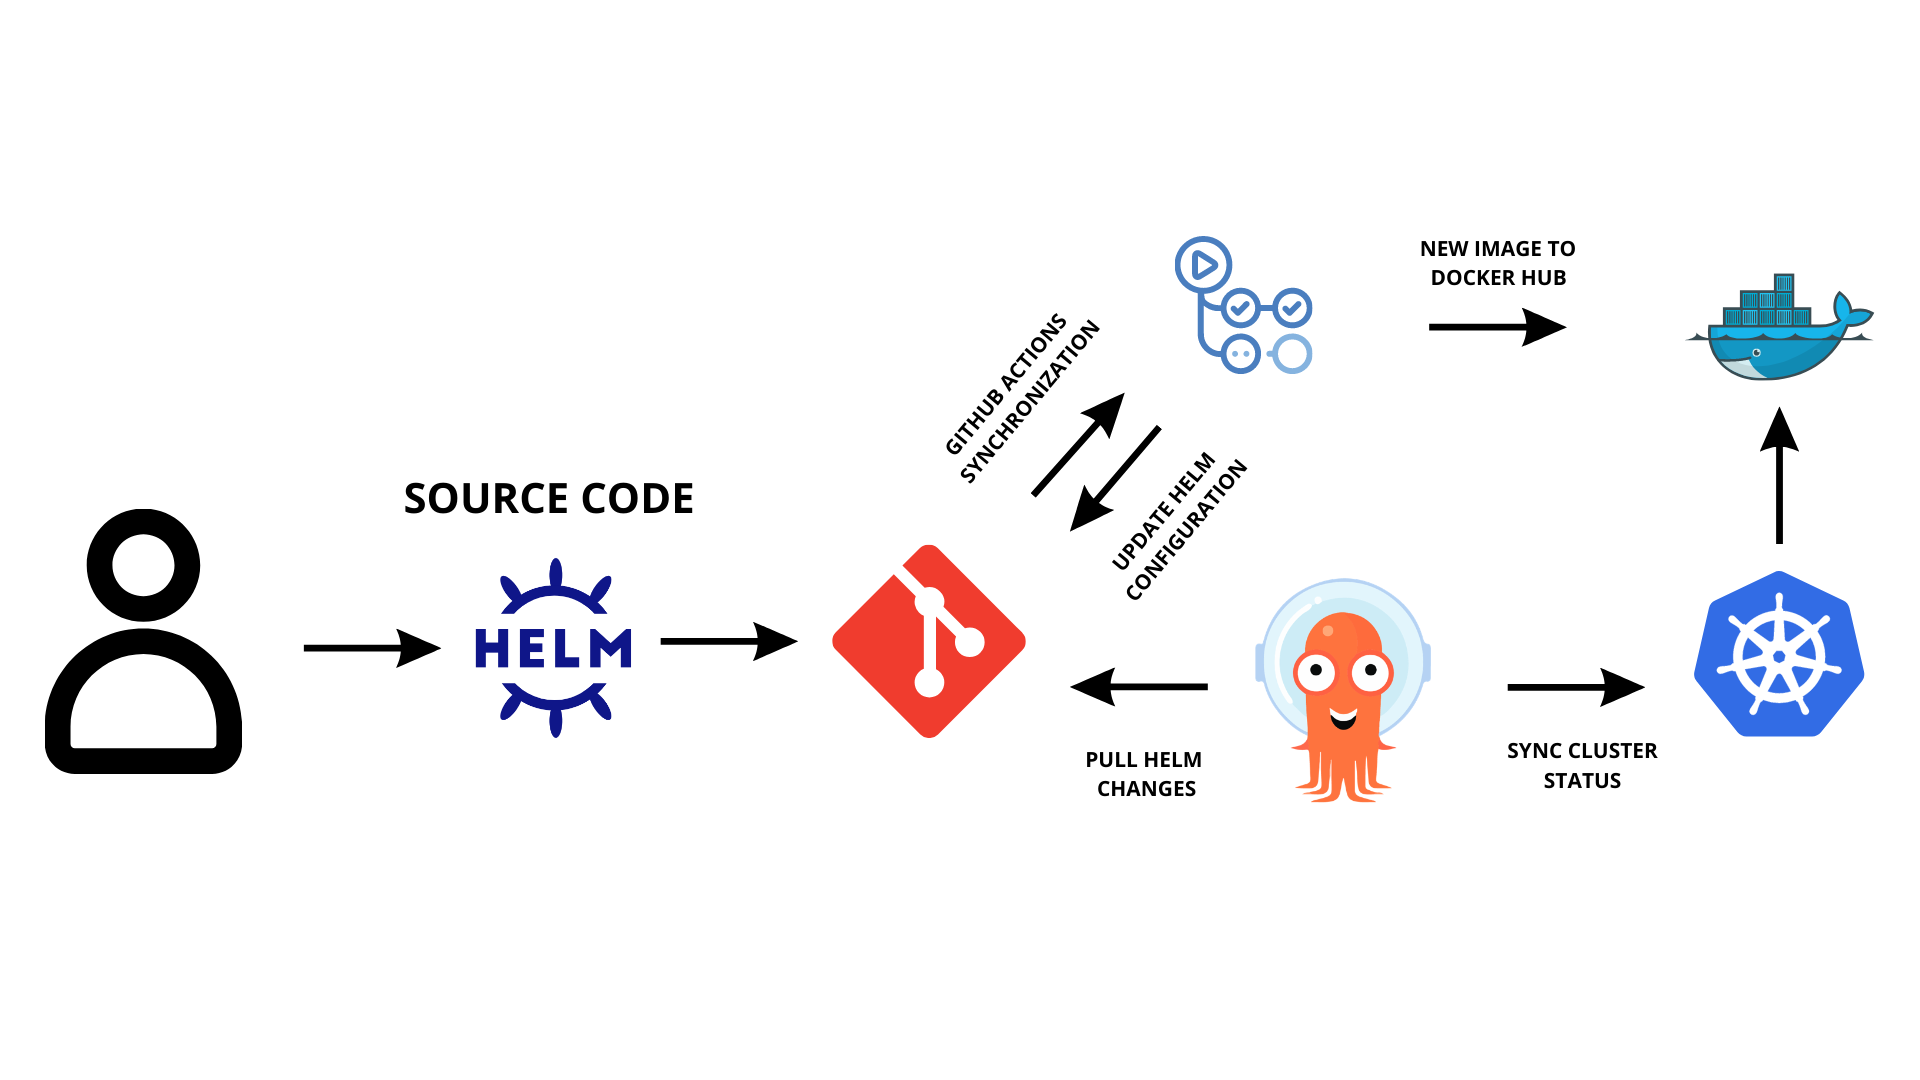 SOURCE CODE
HELM
GITHUB ACTIONS
SYNCHRONIZATION
UPDATE HELM
CONFIGURATION
NEW IMAGE TO
DOCKER HUB
PULL HELM
CHANGES
SYNC CLUSTER
STATUS